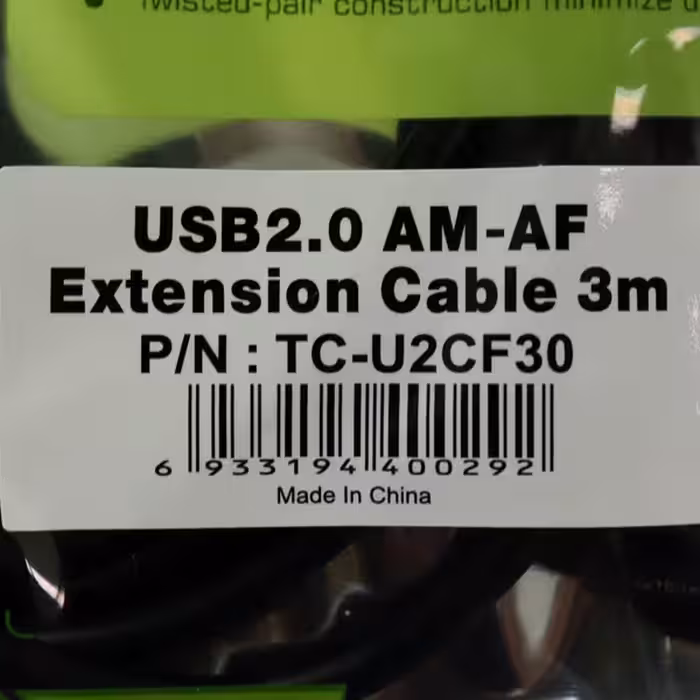 Twisted-pair construction minimize
USB2.0 AM-AF
Extension Cable 3m
P/N : TC-U2CF30
6 933194 400292
Made In China